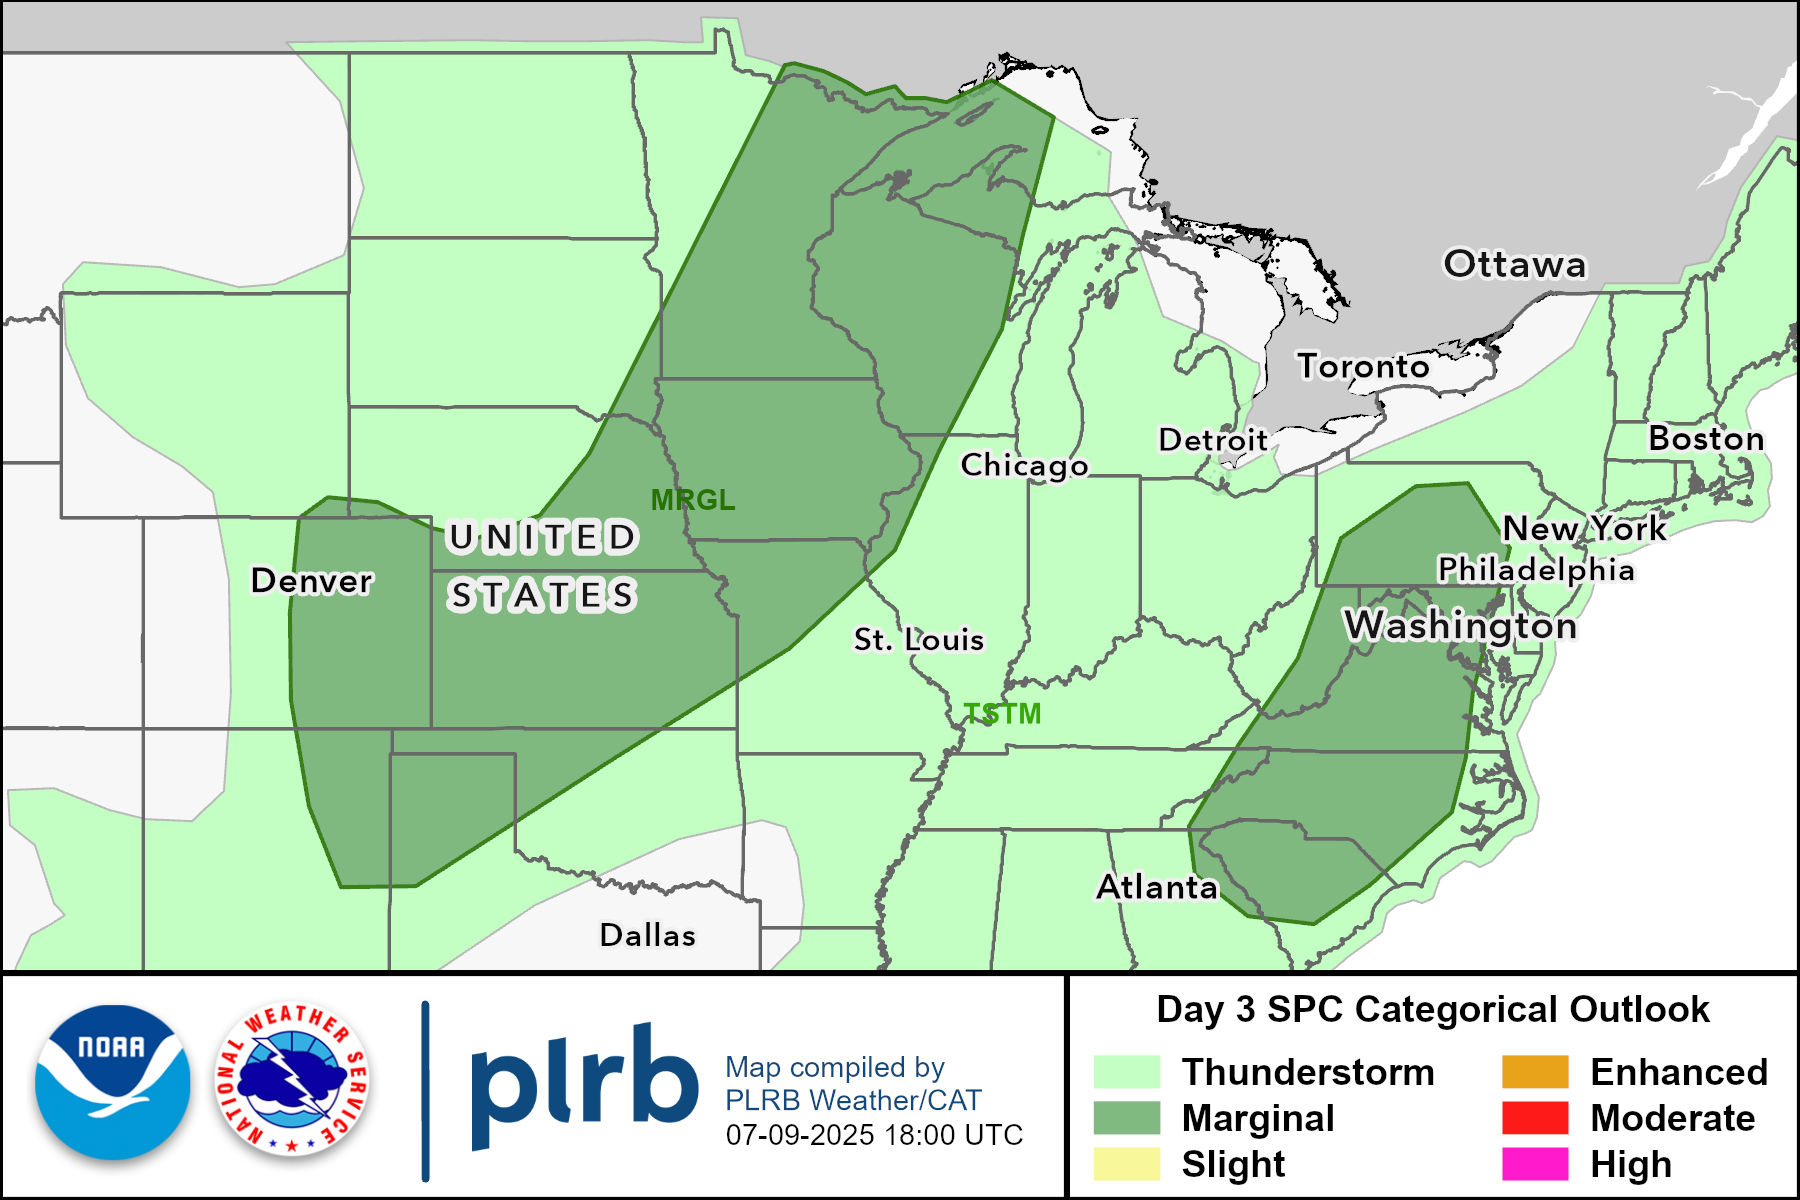 Ottawa
Toronto
Detroit
Boston
Chicago
MRGL
New York
UNITED
Philadelphia
Denver
STATES
Washington
St. Louis
TSTM
Atlanta
Dallas
NOAA
NATIONAL WEATHER SERVICE
plrb
Map compiled by
PLRB Weather/CAT
07-09-2025 18:00 UTC
Day 3 SPC Categorical Outlook
Thunderstorm
Enhanced
Marginal
Moderate
Slight
High